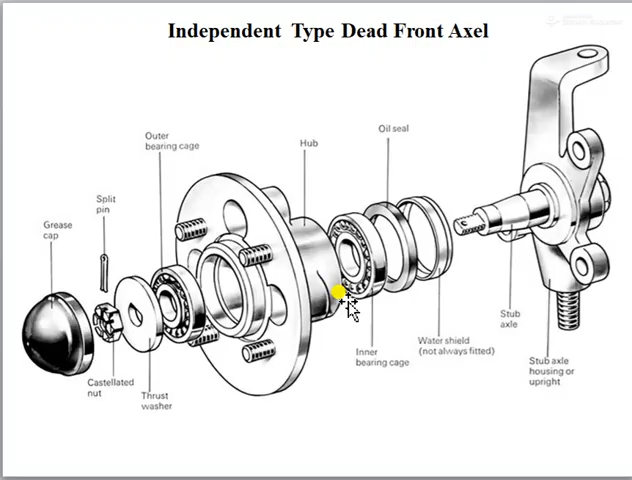 Independent Type Dead Front Axel
Outer
bearing cage
Hub
Oil seal
Split
pin
Grease
cap
Castellated
nut
Thrust
washer
Inner
bearing cage
Water shield
(not always fitted)
Stub
axle
Stub axle
housing or
upright